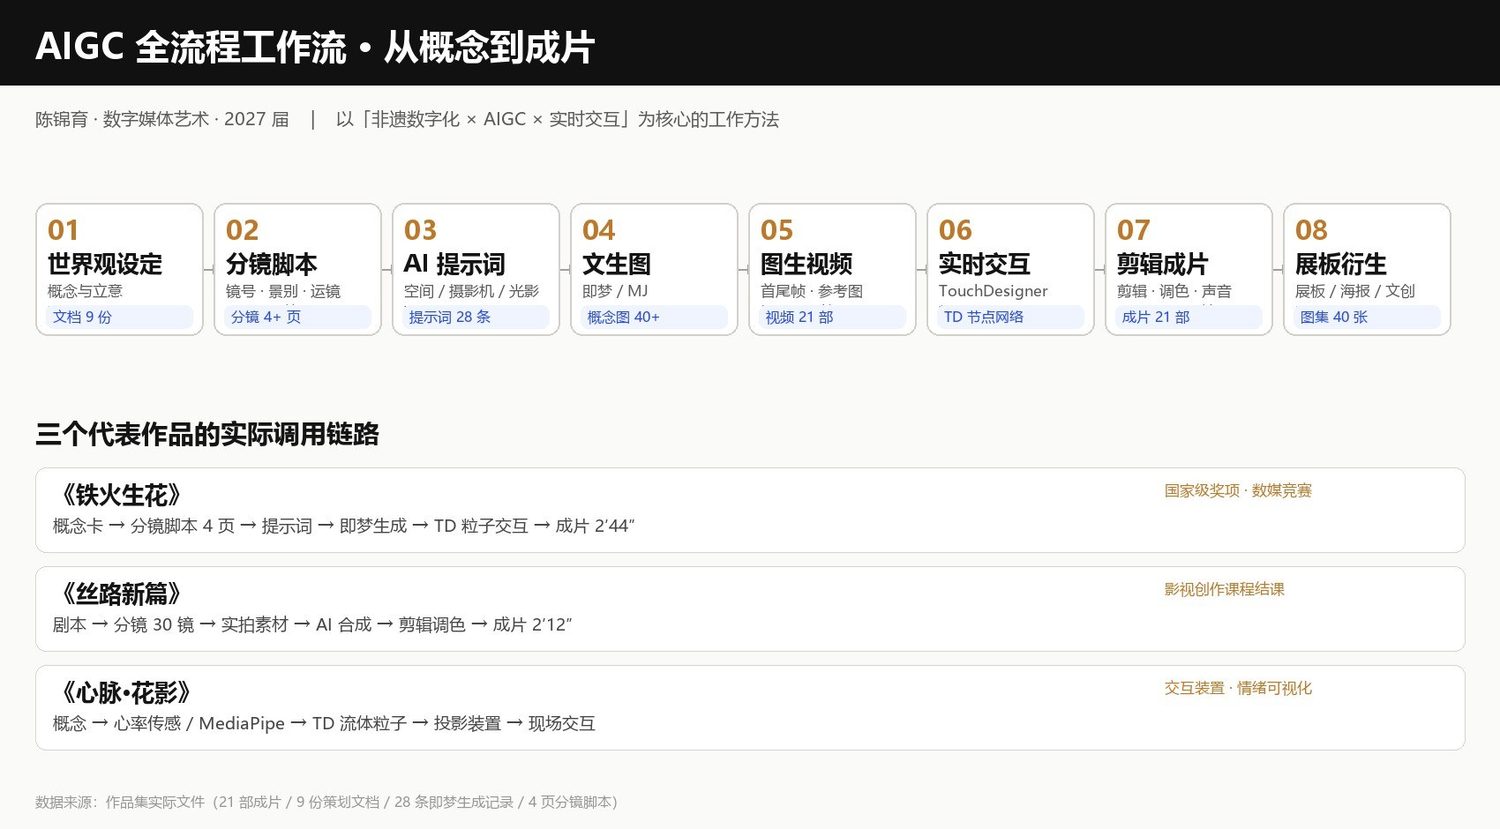 AIGC 全流程工作流 · 从概念到成片
陈锦育 · 数字媒体艺术 · 2027 届 | 以「非遗数字化 × AIGC × 实时交互」为核心的工作方法
01
世界观设定
概念与立意
文档 9 份
02
分镜脚本
镜号 · 景别 · 运镜
分镜 4+ 页
03
AI 提示词
空间 / 摄影机 / 光影
提示词 28 条
04
文生图
即梦 / MJ
概念图 40+
05
图生视频
首尾帧 · 参考图
视频 21 部
06
实时交互
TouchDesigner
TD 节点网络
07
剪辑成片
剪辑 · 调色 · 声音
成片 21 部
08
展板衍生
展板 / 海报 / 文创
图集 40 张
三个代表作品的实际调用链路
《铁火生花》
国家级奖项 · 数媒竞赛
概念卡 → 分镜脚本 4 页 → 提示词 → 即梦生成 → TD 粒子交互 → 成片 2′44″
《丝路新篇》
影视创作课程结课
剧本 → 分镜 30 镜 → 实拍素材 → AI 合成 → 剪辑调色 → 成片 2′12″
《心脉·花影》
交互装置 · 情绪可视化
概念 → 心率传感 / MediaPipe → TD 流体粒子 → 投影装置 → 现场交互
数据来源：作品集实际文件（21 部成片 / 9 份策划文档 / 28 条即梦生成记录 / 4 页分镜脚本）